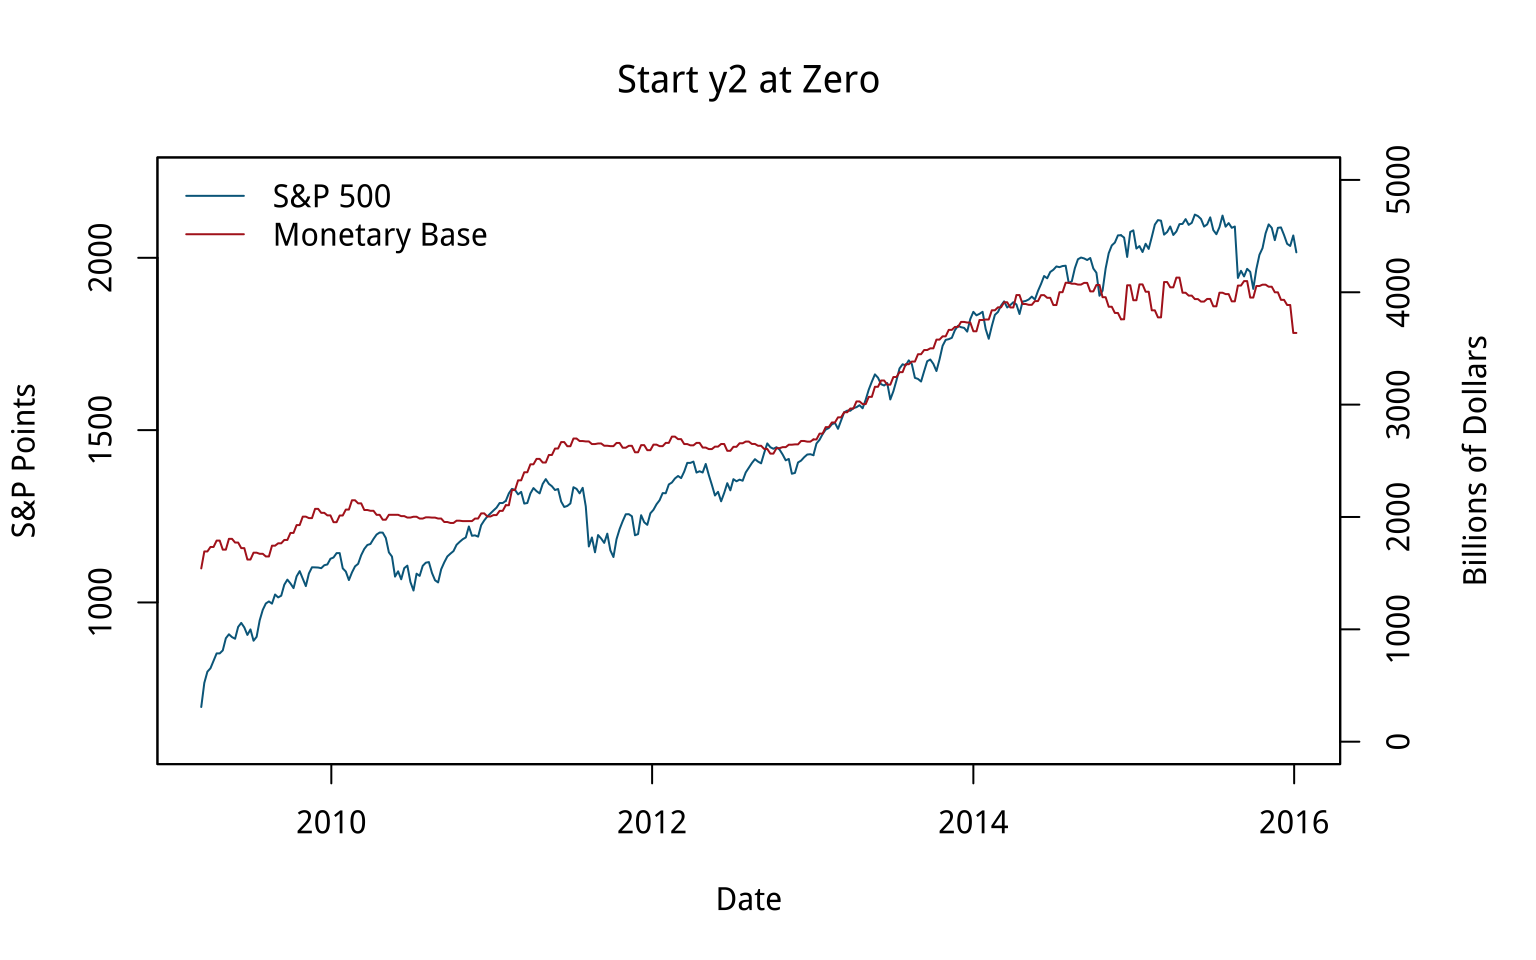 Start y2 at Zero
S&P 500
Monetary Base
S&P Points
1000
1500
2000
0
1000
2000
3000
4000
5000
Billions of Dollars
2010
2012
2014
2016
Date